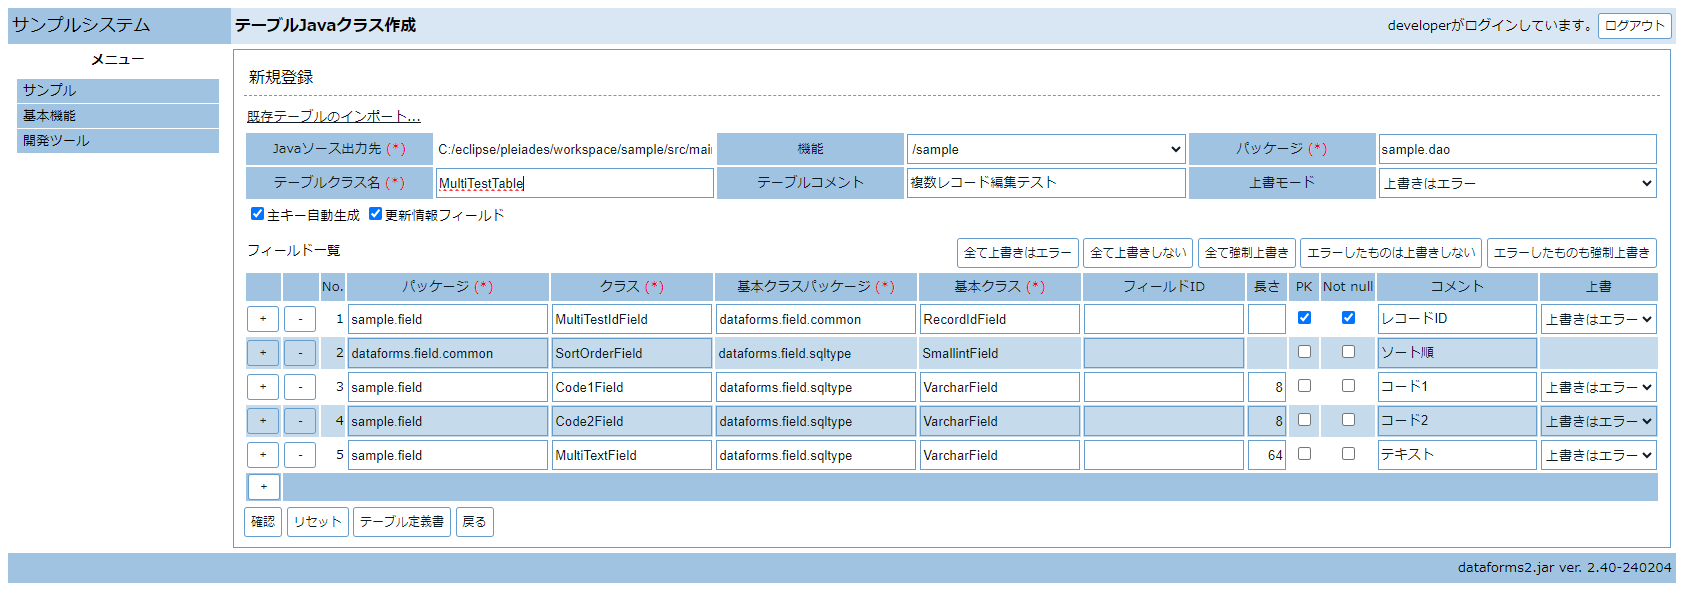 サンプルシステム テーブルJavaクラス作成 developerがログインしています。 ログアウト
メニュー
サンプル
基本機能
開発ツール
新規登録
既存テーブルのインポート...
Javaソース出力先 (*) C:/eclipse/pleiades/workspace/sample/src/mai 機能 /sample パッケージ (*) sample.dao
テーブルクラス名 (*) MultiTestTable テーブルコメント 複数レコード編集テスト 上書モード 上書きはエラー
主キー自動生成 更新情報フィールド
フィールド一覧 全て上書きはエラー 全て上書きしない 全て強制上書き エラーしたものは上書きしない エラーしたものも強制上書き
No. パッケージ (*) クラス (*) 基本クラスパッケージ (*) 基本クラス (*) フィールドID 長さ PK Not null コメント 上書
+ - 1 sample.field MultiTestIdField dataforms.field.common RecordIdField レコードID 上書きはエラー
+ - 2 dataforms.field.common SortOrderField dataforms.field.sqltype SmallintField ソート順
+ - 3 sample.field Code1Field dataforms.field.sqltype VarcharField 8 コード1 上書きはエラー
+ - 4 sample.field Code2Field dataforms.field.sqltype VarcharField 8 コード2 上書きはエラー
+ - 5 sample.field MultiTextField dataforms.field.sqltype VarcharField 64 テキスト 上書きはエラー
+
確認 リセット テーブル定義書 戻る
dataforms2.jar ver. 2.40-240204